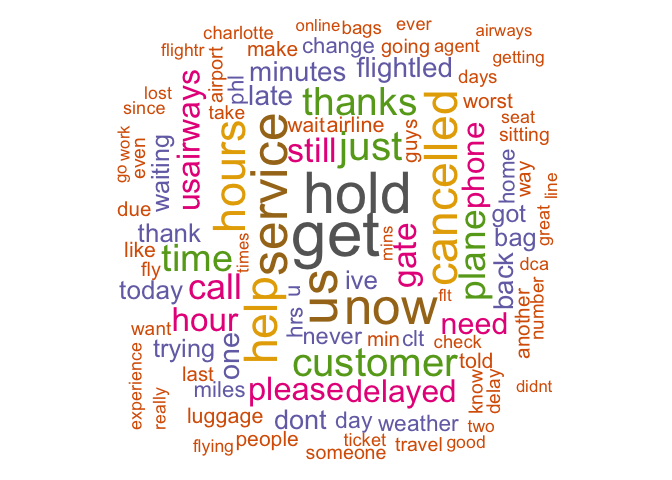 online
bags
ever
charlotte
airways
flightr
make
change
going
agent
getting
airport
minutes
flightled
days
lost
phl
late
thanks
worst
since
usairways
take
wait
airline
guys
cancelled
seat
go
work
even
waiting
hours
service
still
just
phone
sitting
hold
home
way
line
due
get
got
great
thank
gate
plane
bag
like
time
times
mins
back
dca
fly
u
ive
today
call
us
now
flt
another
number
help
hrs
hour
need
want
one
never
min
clt
check
trying
customer
told
experience
really
last
miles
please
delayed
know
delay
didnt
luggage
dont
day
weather
two
flying
people
someone
ticket
travel
good